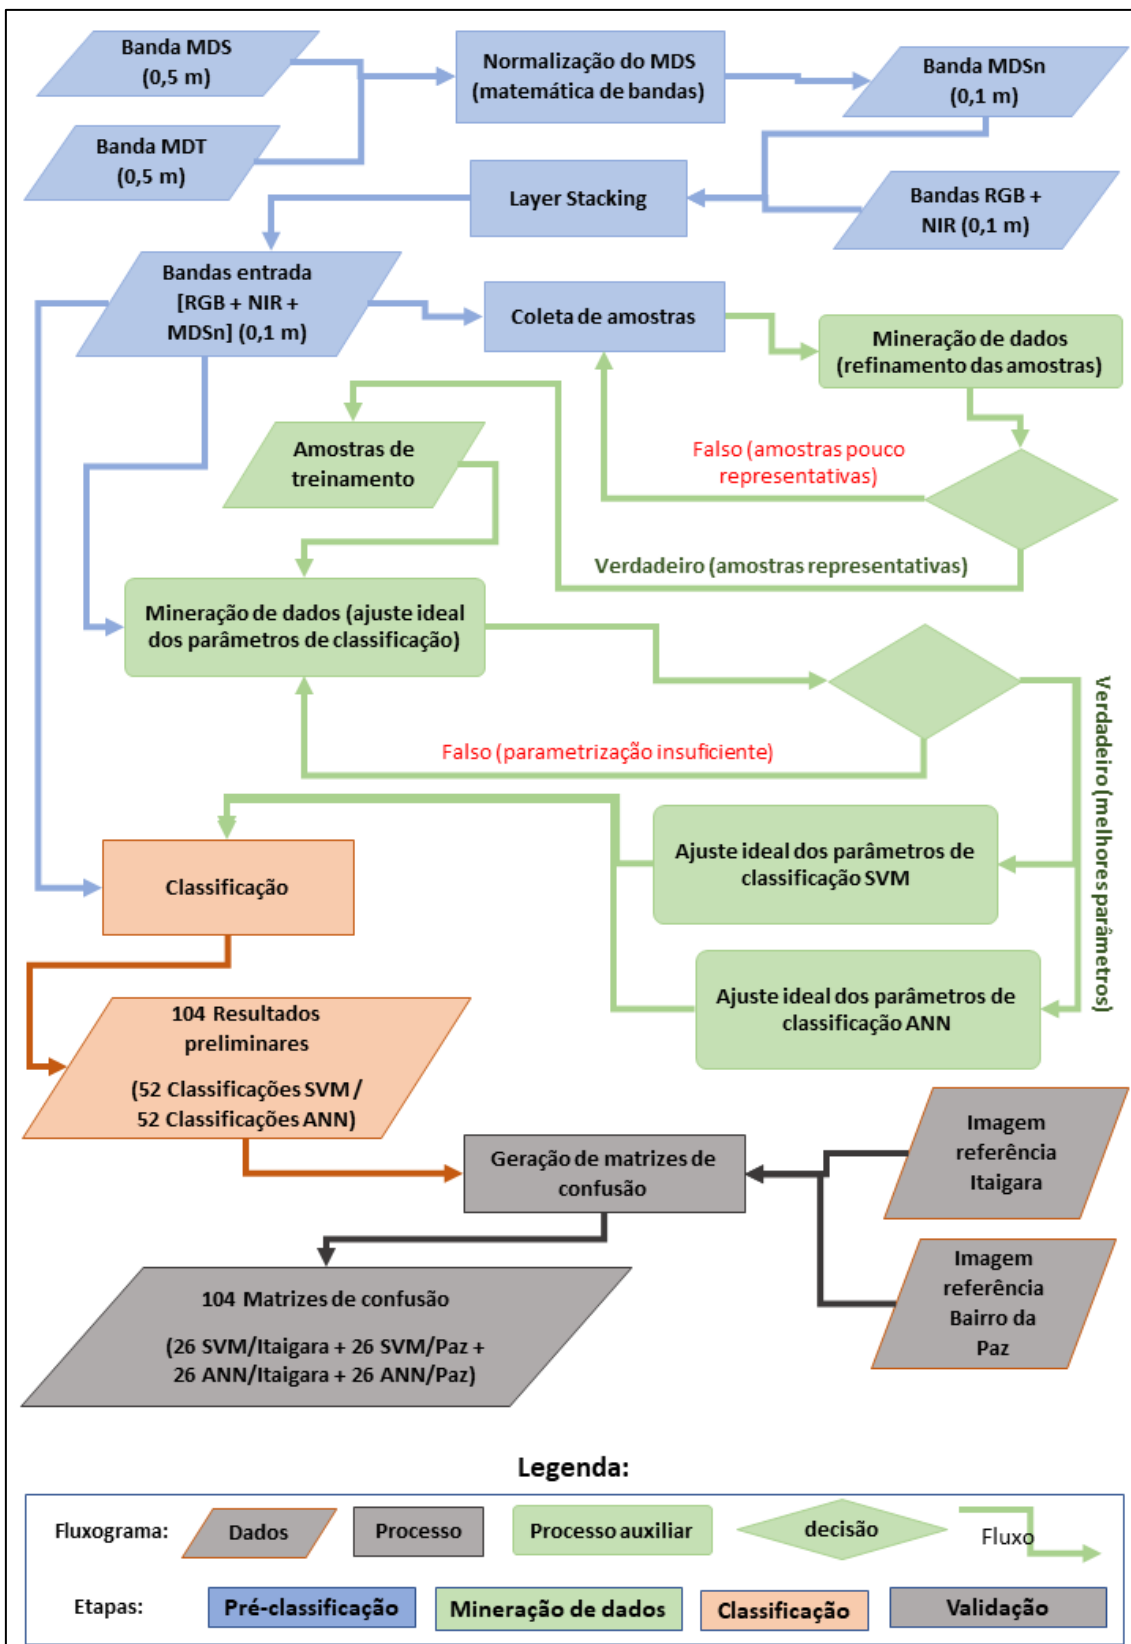 Banda MDS
(0,5 m)
Normalização do MDS
(matemática de bandas)
Banda MDSn
(0,1 m)
Banda MDT
(0,5 m)
Layer Stacking
Bandas RGB +
NIR (0,1 m)
Bandas entrada
[RGB + NIR +
MDSn] (0,1 m)
Coleta de amostras
Mineração de dados
(refinamento das amostras)
Amostras de
treinamento
Falso (amostras pouco
representativas)
Verdadeiro (amostras representativas)
Mineração de dados (ajuste ideal
dos parâmetros de classificação)
Falso (parametrização insuficiente)
Verdadeiro (melhores parâmetros)
Ajuste ideal dos parâmetros de
classificação SVM
Classificação
Ajuste ideal dos parâmetros de
classificação ANN
104 Resultados
preliminares
(52 Classificações SVM /
52 Classificações ANN)
Geração de matrizes de
confusão
Imagem
referência
Itaigara
Imagem
referência
Bairro da
Paz
104 Matrizes de confusão
(26 SVM/Itaigara + 26 SVM/Paz +
26 ANN/Itaigara + 26 ANN/Paz)
Legenda:
Fluxograma:
Dados
Processo
Processo auxiliar
decisão
Fluxo
Etapas:
Pré-classificação
Mineração de dados
Classificação
Validação